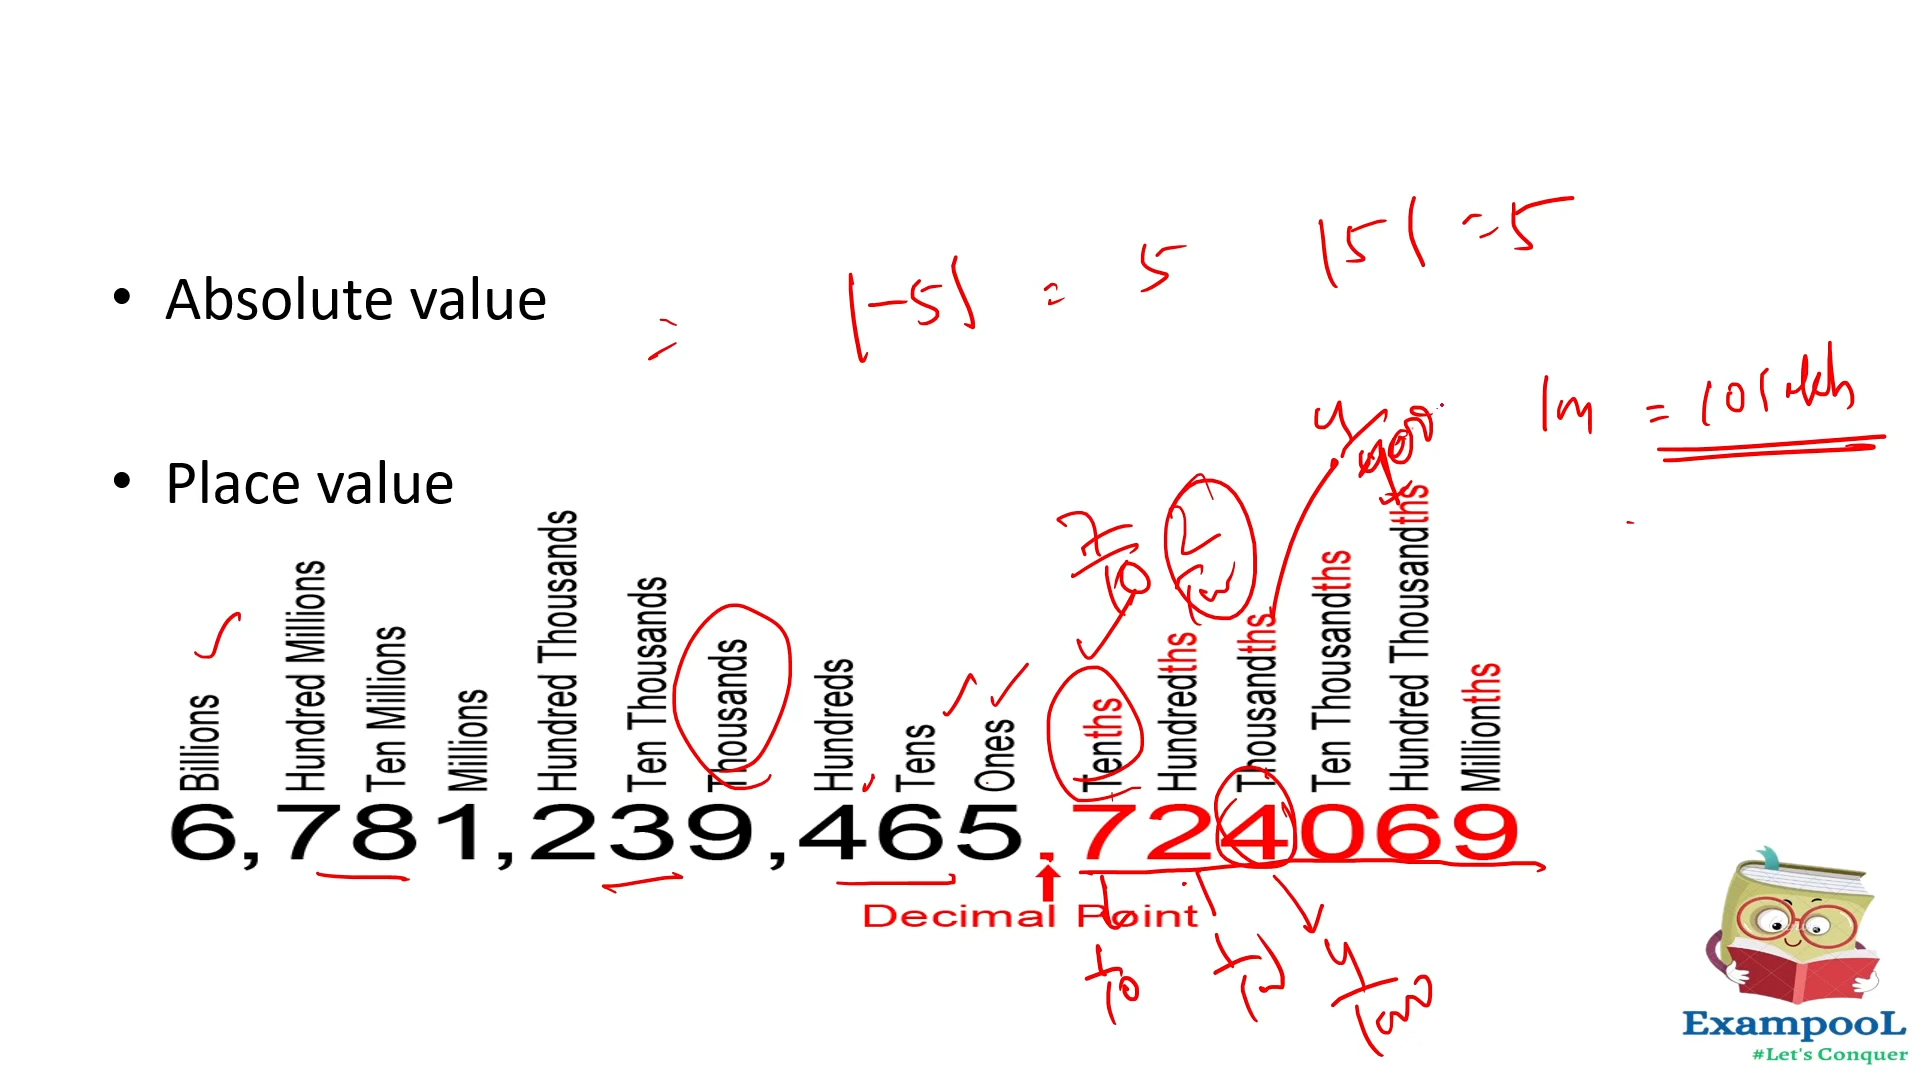 |-5| = 5 |5| = 5
• Absolute value
=
1m = 10 lakh
• Place value
7/10
2/100
Billions
Hundred Millions
Ten Millions
Millions
Hundred Thousands
Ten Thousands
Thousands
Hundreds
Tens
Ones
Tenths
Hundredths
Thousandths
Ten Thousandths
Hundred Thousandths
Millionths
6,781,239,465.724069
Decimal Point
4/1000
ExampooL
#Let's Conquer